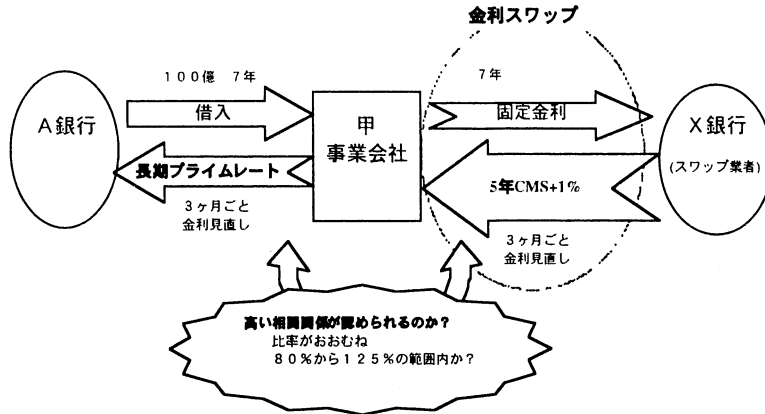 金利スワップ
100億 7年
7年
A銀行
借入
甲
事業会社
固定金利
X銀行
(スワップ業者)
長期プライムレート
5年CMS+1%
3ヶ月ごと
金利見直し
3ヶ月ごと
金利見直し
高い相関関係が認められるのか?
比率がおおむね
80%から125%の範囲内か?